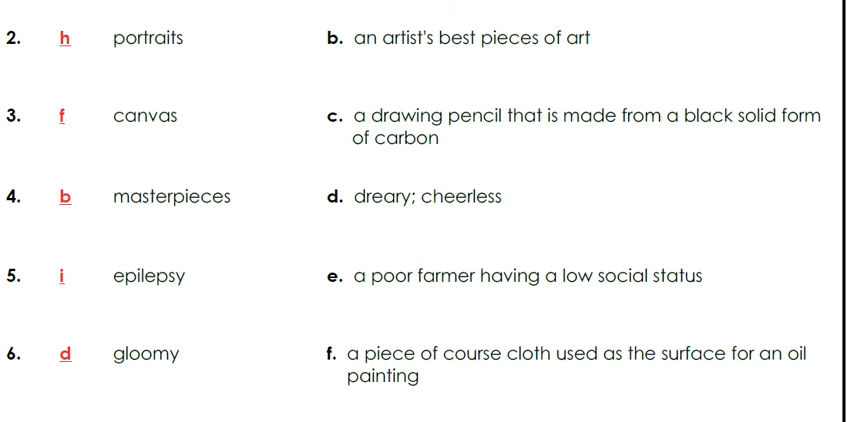 2. h portraits b. an artist's best pieces of art
3. f canvas c. a drawing pencil that is made from a black solid form
of carbon
4. b masterpieces d. dreary; cheerless
5. i epilepsy e. a poor farmer having a low social status
6. d gloomy f. a piece of course cloth used as the surface for an oil
painting